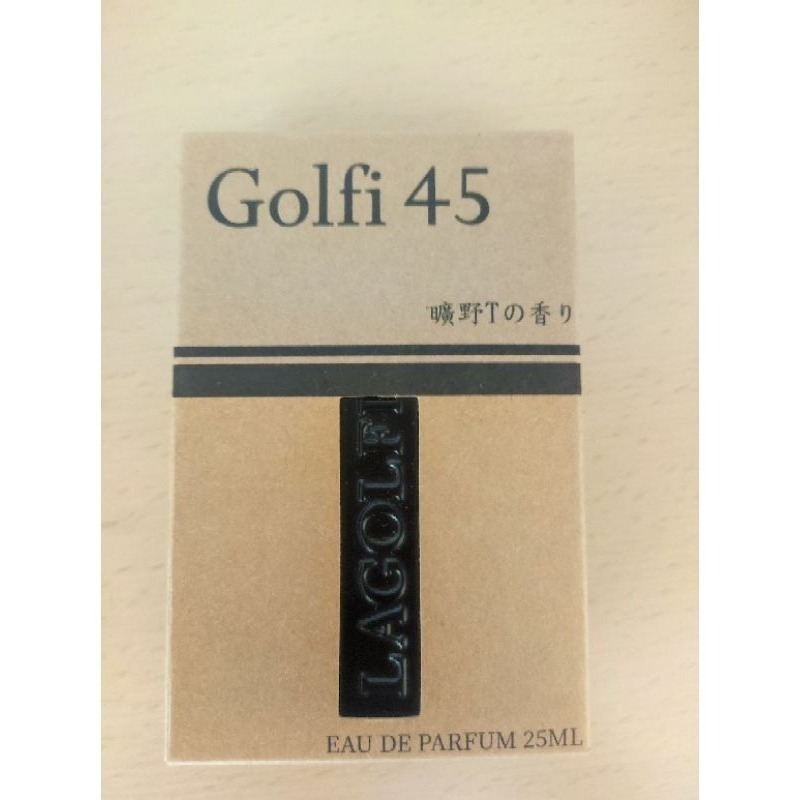 Golfi 45
曠野Tの香り
LAGOLFI
EAU DE PARFUM 25ML